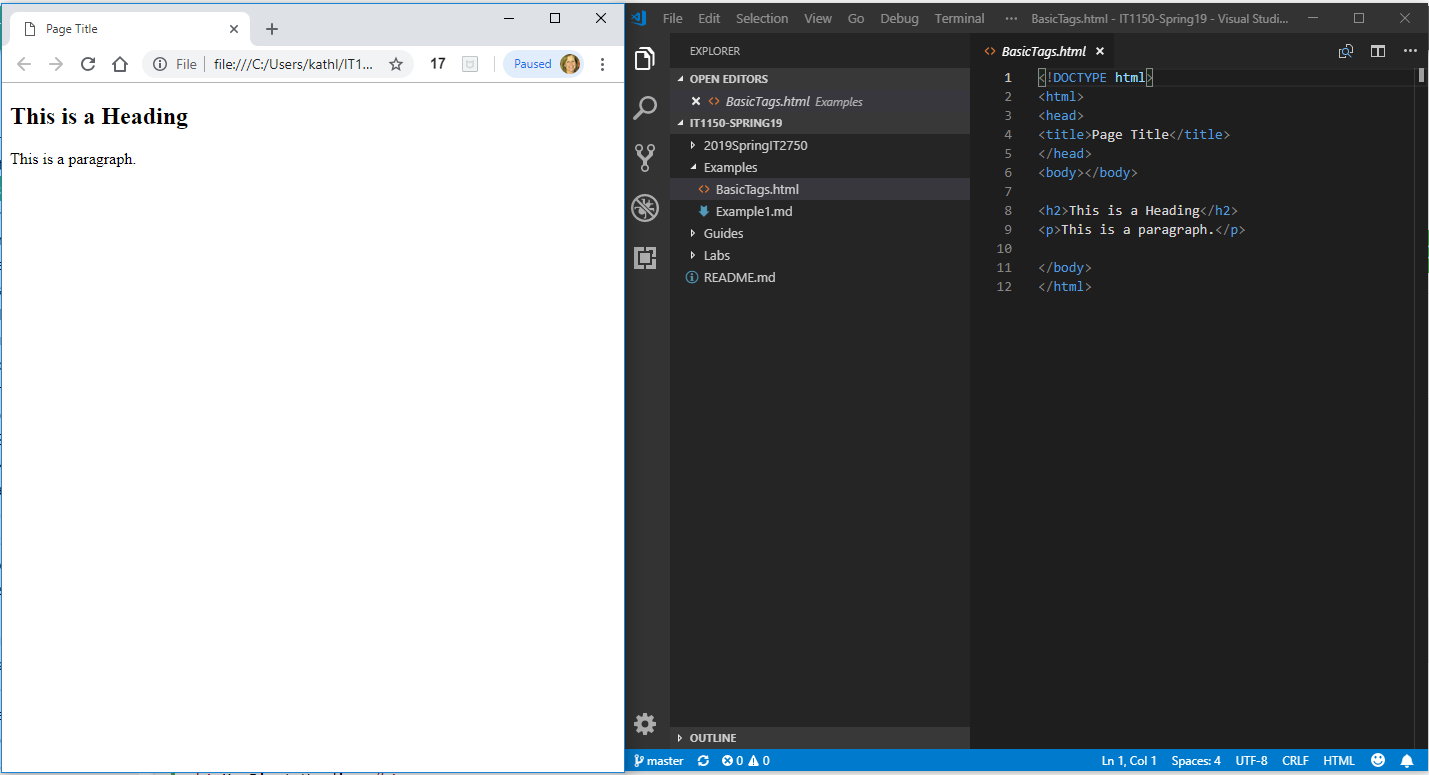 Page Title
File file:///C:/Users/kathl/IT1... 17 Paused
This is a Heading
This is a paragraph.
File Edit Selection View Go Debug Terminal ··· BasicTags.html - IT1150-Spring19 - Visual Studi...
EXPLORER
OPEN EDITORS
BasicTags.html Examples
IT1150-SPRING19
2019SpringIT2750
Examples
BasicTags.html
Example1.md
Guides
Labs
README.md
OUTLINE
BasicTags.html
1 <!DOCTYPE html>
2 <html>
3 <head>
4 <title>Page Title</title>
5 </head>
6 <body></body>
7
8 <h2>This is a Heading</h2>
9 <p>This is a paragraph.</p>
10
11 </body>
12 </html>
master 0 0 Ln 1, Col 1 Spaces: 4 UTF-8 CRLF HTML